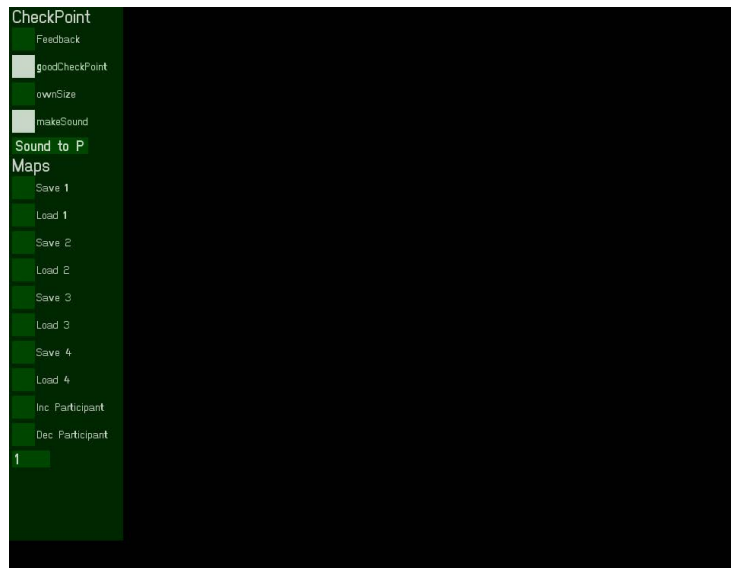 CheckPoint
Feedback
goodCheckPoint
ownSize
makeSound
Sound to P
Maps
Save 1
Load 1
Save 2
Load 2
Save 3
Load 3
Save 4
Load 4
Inc Participant
Dec Participant
1